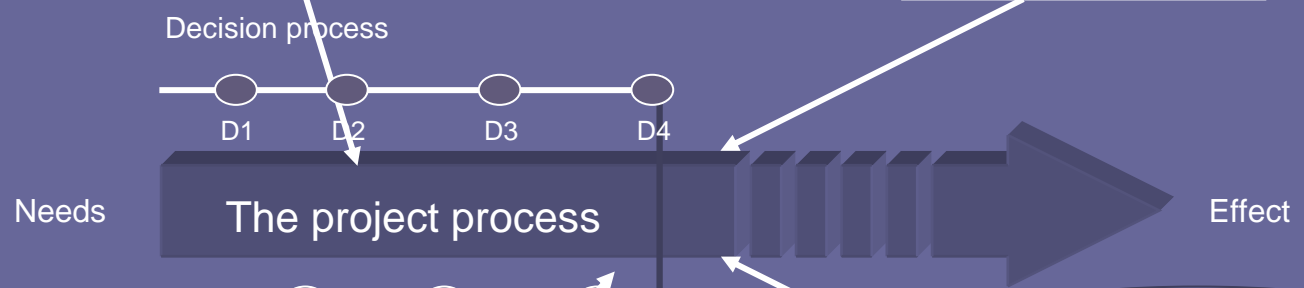 Decision process
D1 D2 D3 D4
Needs
The project process
Effect